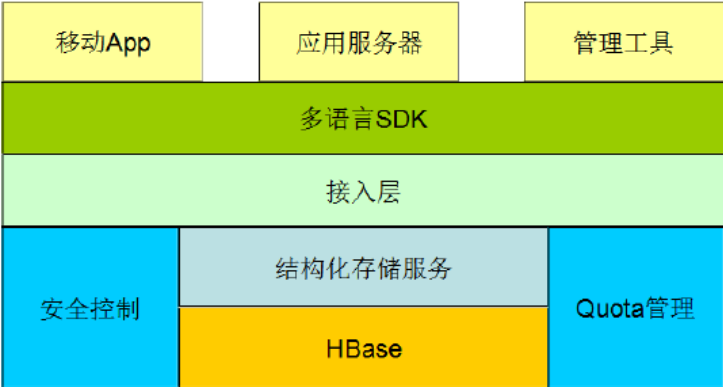 移动App
应用服务器
管理工具
多语言SDK
接入层
安全控制
结构化存储服务
Quota管理
HBase